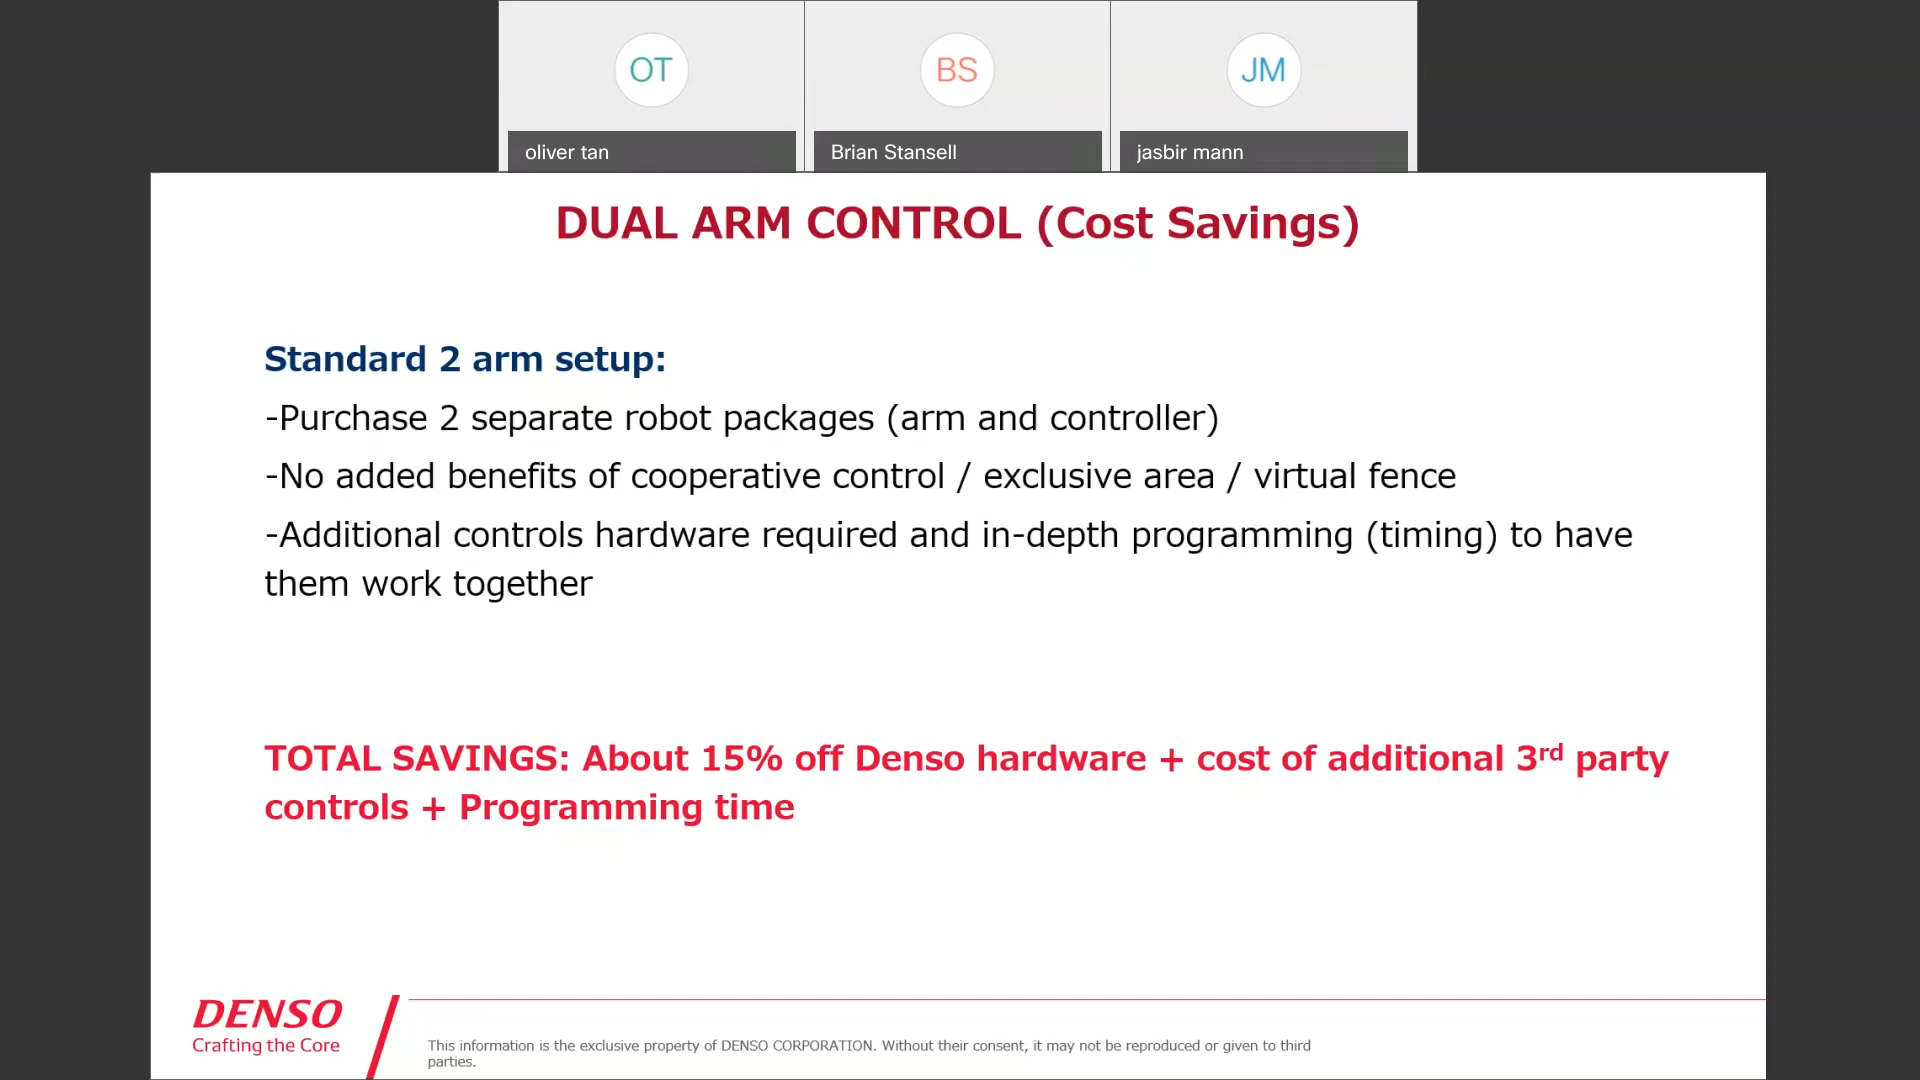 OT
BS
JM
oliver tan
Brian Stansell
jasbir mann
DUAL ARM CONTROL (Cost Savings)
Standard 2 arm setup:
-Purchase 2 separate robot packages (arm and controller)
-No added benefits of cooperative control / exclusive area / virtual fence
-Additional controls hardware required and in-depth programming (timing) to have
them work together
TOTAL SAVINGS: About 15% off Denso hardware + cost of additional 3rd party
controls + Programming time
DENSO
Crafting the Core
This information is the exclusive property of DENSO CORPORATION. Without their consent, it may not be reproduced or given to third
parties.